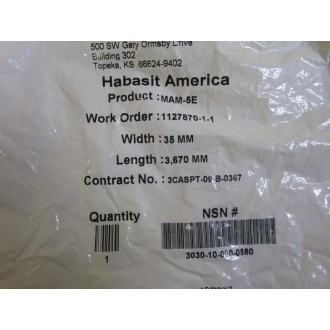 500 SW Gary Ormsby Drive
Building 302
Topeka, KS 66624-9402
Habasit America
Product : MAM-5E
Work Order : 1127870-1-1
Width : 35 MM
Length : 3,670 MM
Contract No. : 3CASPT-09-B-0367
Quantity NSN #
1 3030-10-000-0580